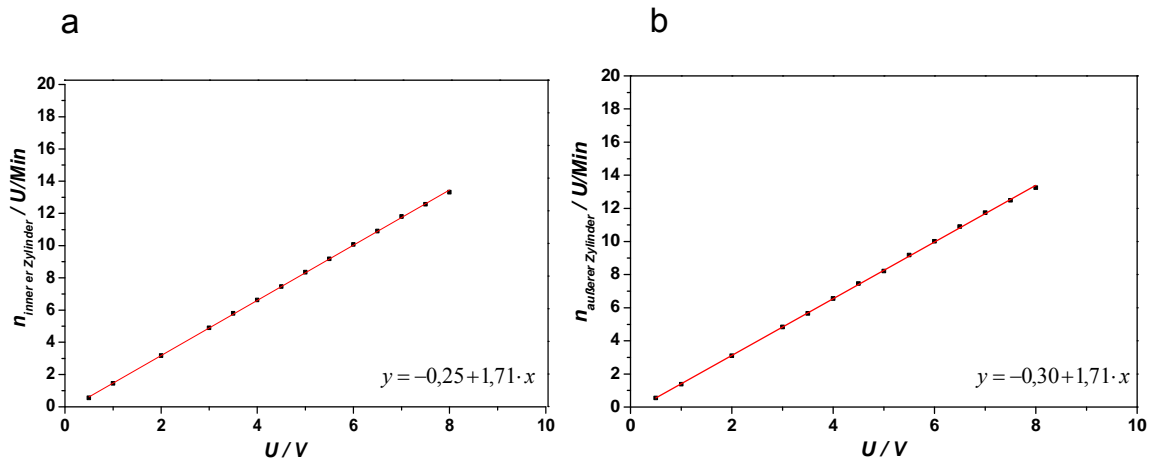 a
20
18
16
14
12
10
8
6
4
2
0
n inner er Zylinder / U/Min
0 2 4 6 8 10
U / V
y = −0,25+1,71· x
b
20
18
16
14
12
10
8
6
4
2
0
n außerer Zylinder / U/Min
0 2 4 6 8 10
U / V
y = −0,30+1,71· x